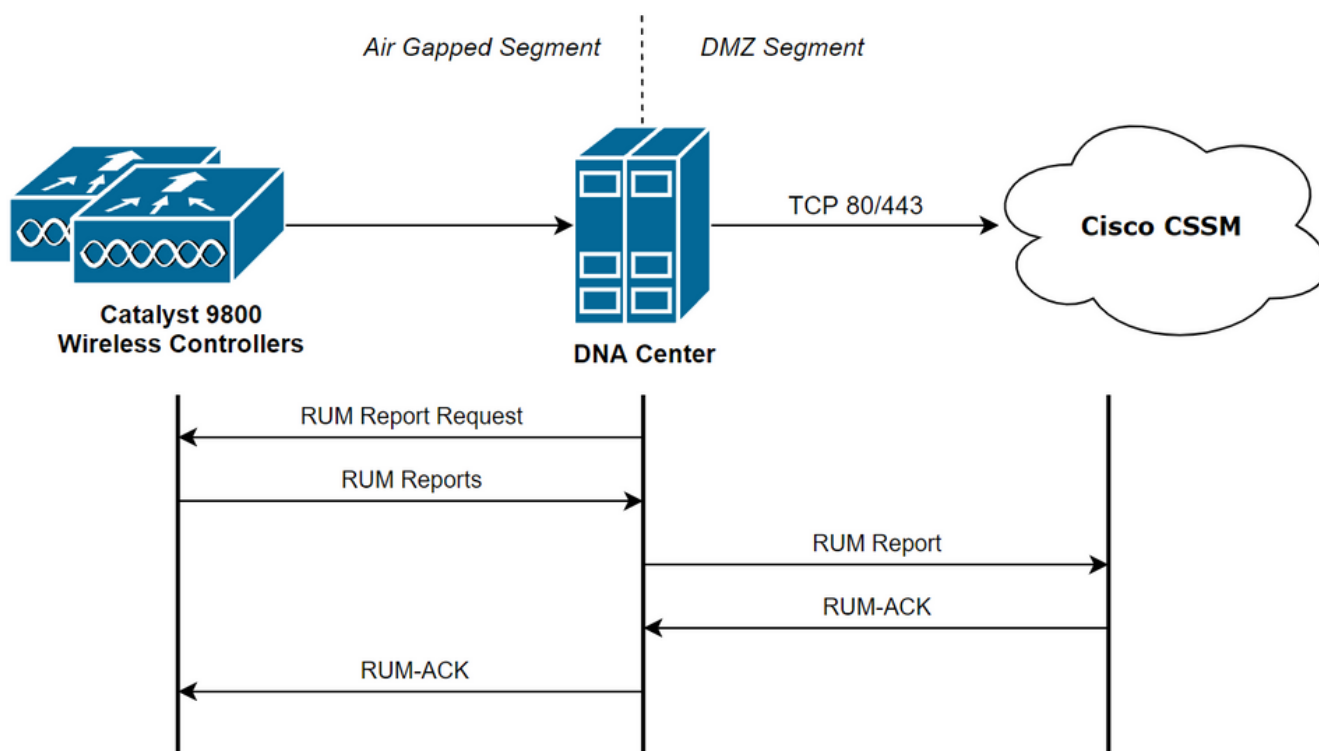 Air Gapped Segment
DMZ Segment
TCP 80/443
Cisco CSSM
Catalyst 9800
Wireless Controllers
DNA Center
RUM Report Request
RUM Reports
RUM Report
RUM-ACK
RUM-ACK